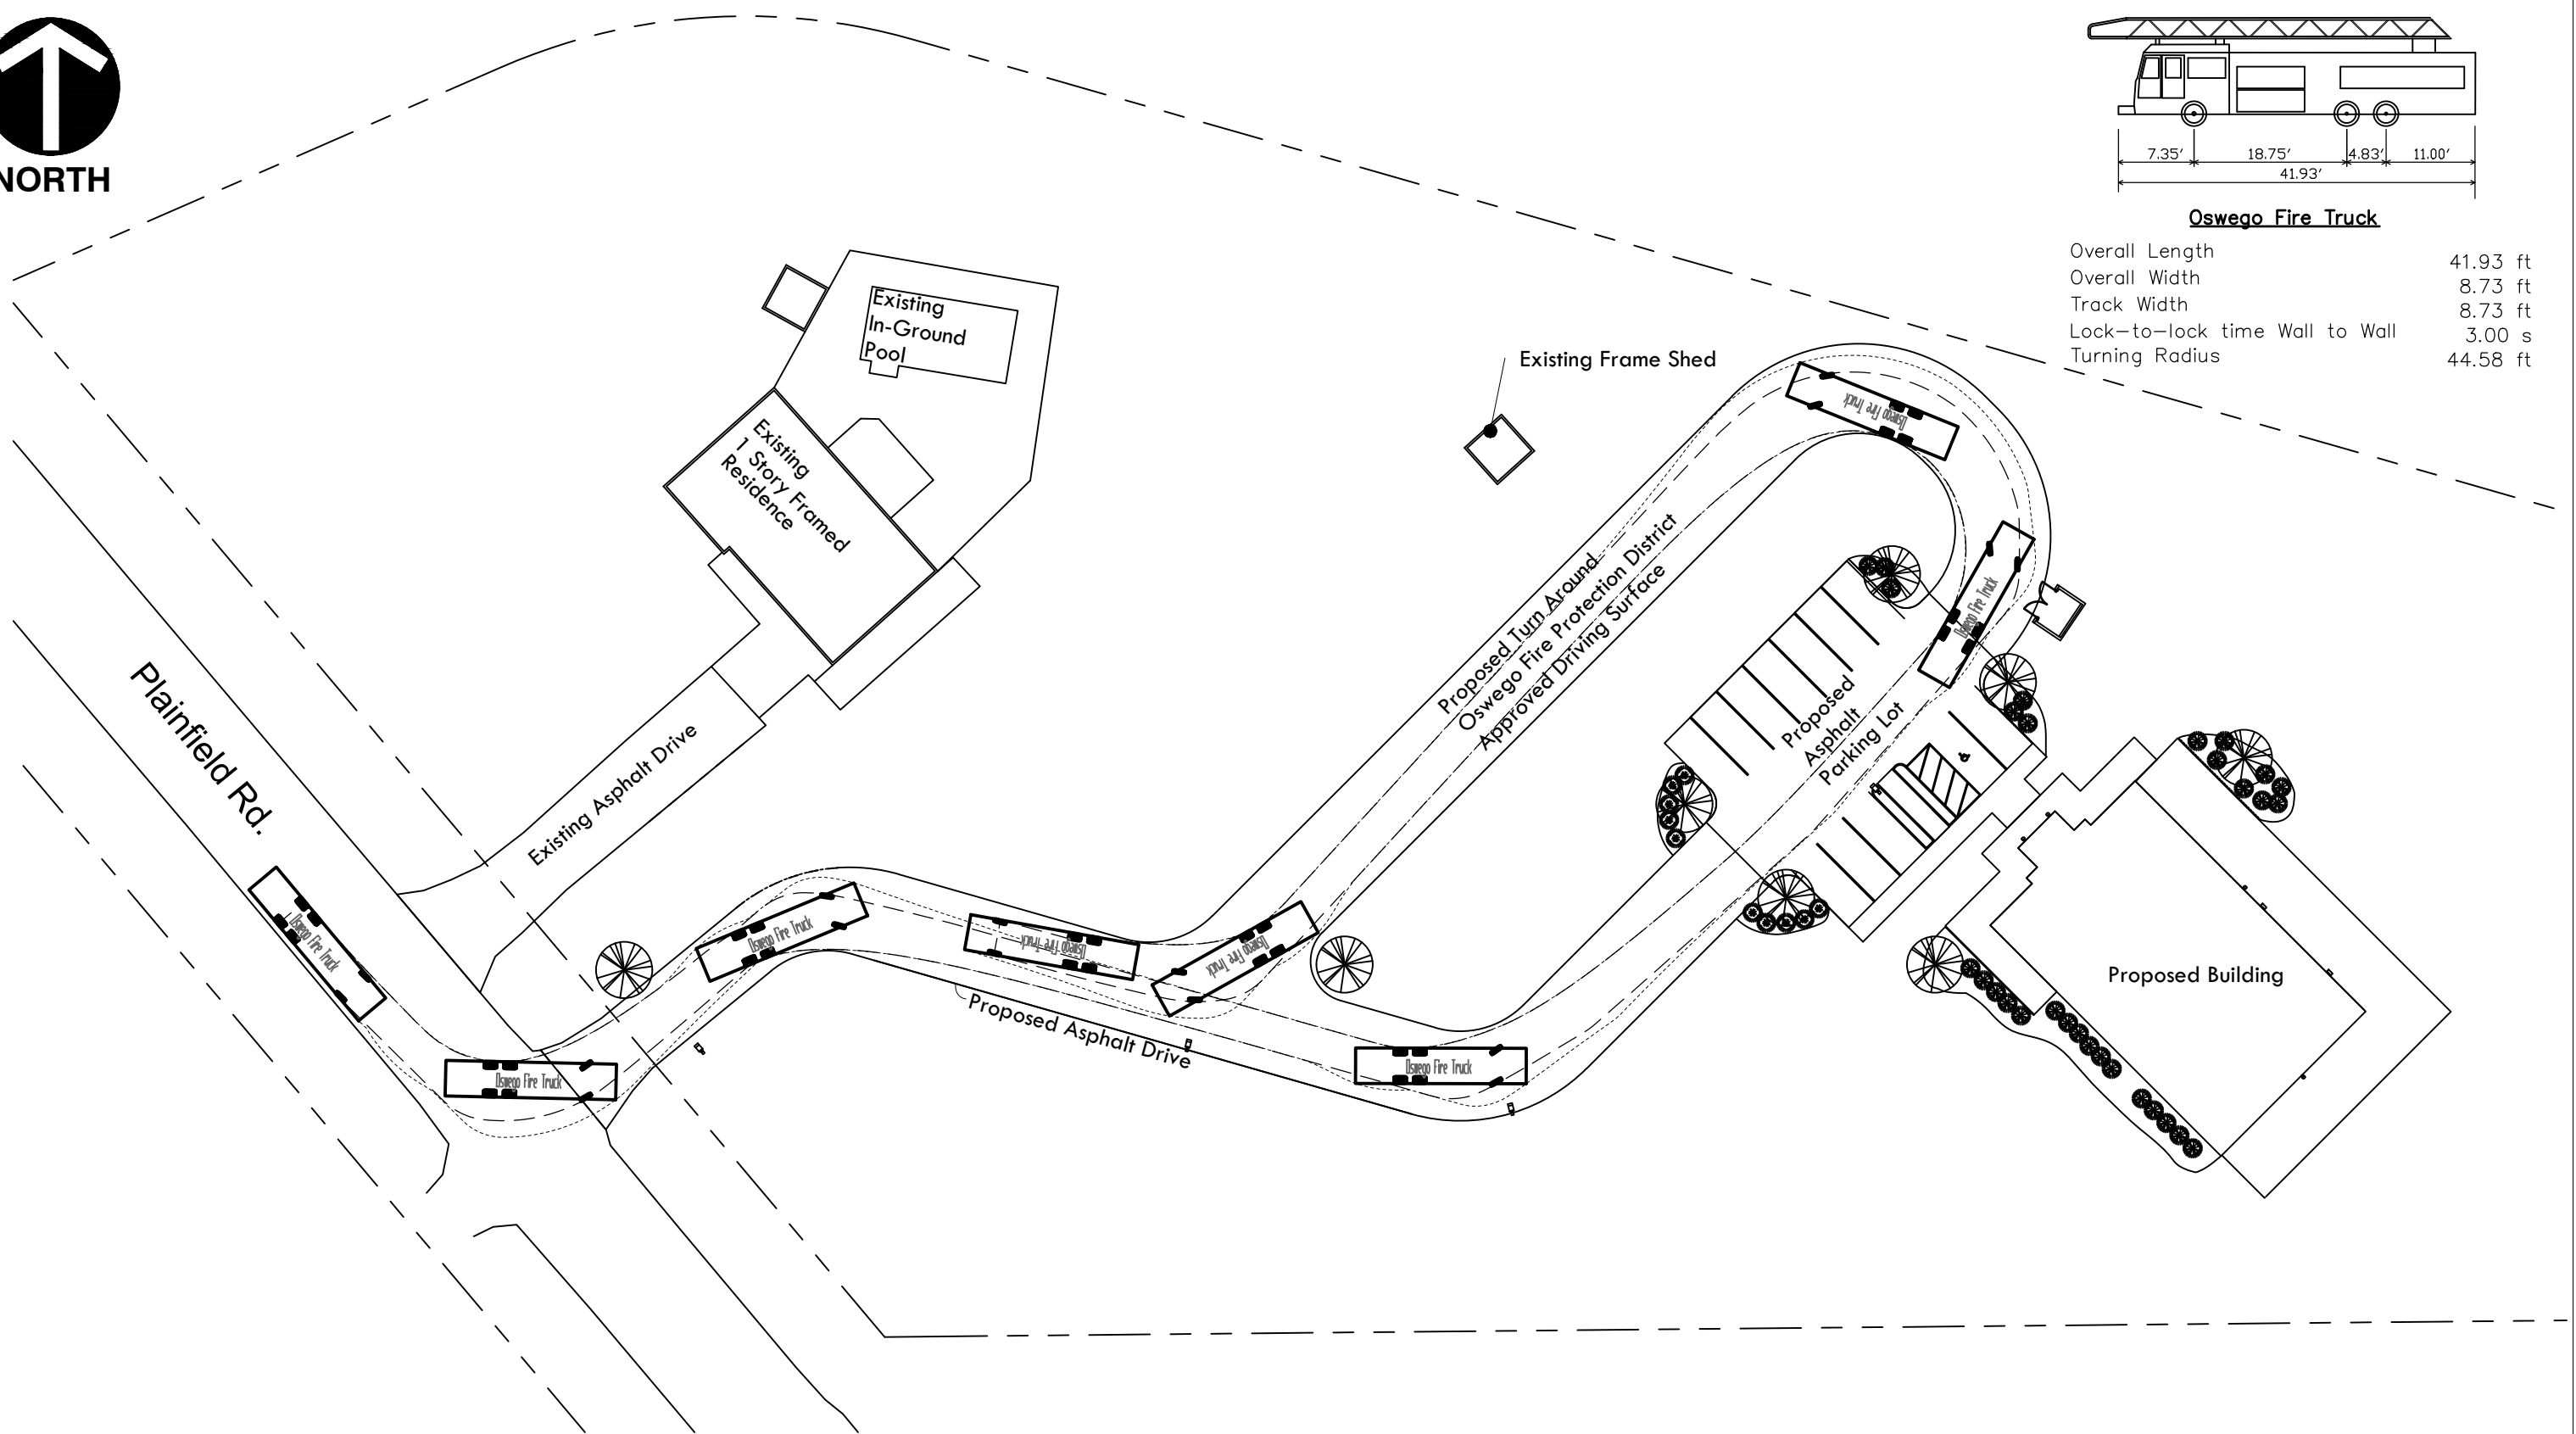 NORTH
7.35'
18.75'
4.83'
11.00'
41.93'
Oswego Fire Truck
Overall Length 41.93 ft
Overall Width 8.73 ft
Track Width 8.73 ft
Lock-to-lock time Wall to Wall 3.00 s
Turning Radius 44.58 ft
Existing
In-Ground
Pool
Existing Frame Shed
Oswego Fire Truck
Existing
1 Story Framed
Residence
Proposed Turn Around
Oswego Fire Protection District
Approved Driving Surface
Oswego Fire Truck
Plainfield Rd.
Existing Asphalt Drive
Proposed
Asphalt
Parking Lot
Oswego Fire Truck
Oswego Fire Truck
Oswego Fire Truck
Oswego Fire Truck
Proposed Building
Proposed Asphalt Drive
Oswego Fire Truck
Oswego Fire Truck